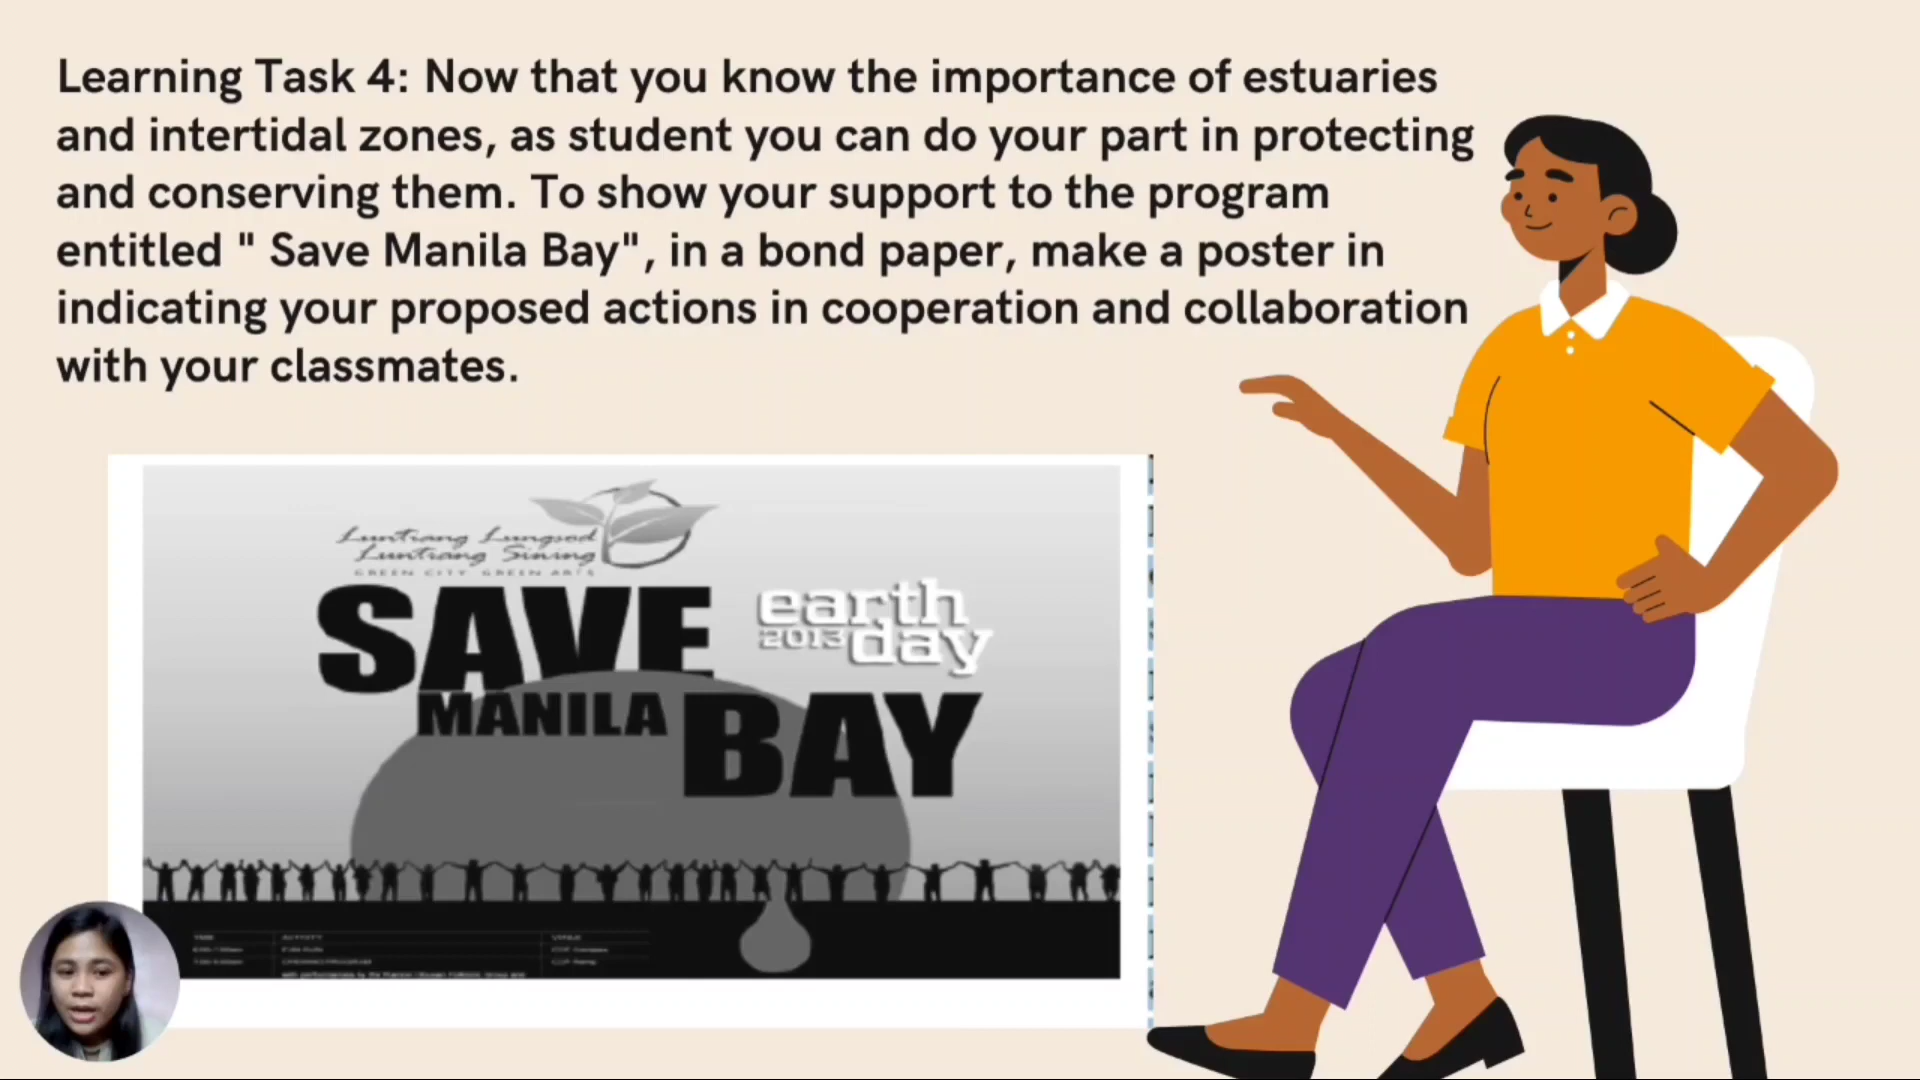 Learning Task 4: Now that you know the importance of estuaries
and intertidal zones, as student you can do your part in protecting
and conserving them. To show your support to the program
entitled " Save Manila Bay", in a bond paper, make a poster in
indicating your proposed actions in cooperation and collaboration
with your classmates.
Luntiang Lungsod
Luntiang Sining
GREEN CITY GREEN ARTS
SAVE
earth
2013 day
MANILA BAY
TIME ACTIVITY VENUE